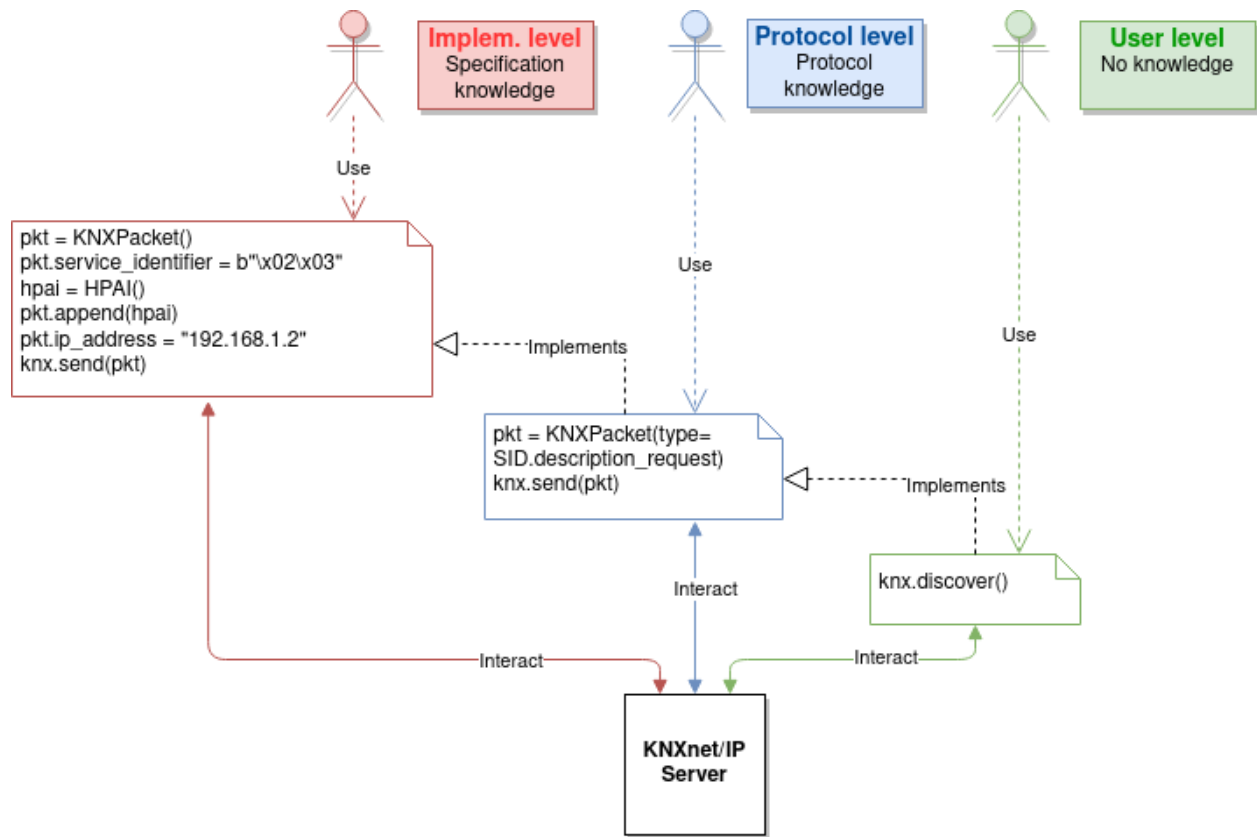 Implem. level
Specification
knowledge
Protocol level
Protocol
knowledge
User level
No knowledge
Use
pkt = KNXPacket()
pkt.service_identifier = b"\x02\x03"
hpai = HPAI()
pkt.append(hpai)
pkt.ip_address = "192.168.1.2"
knx.send(pkt)
Use
Use
Implements
pkt = KNXPacket(type=
SID.description_request)
knx.send(pkt)
Implements
knx.discover()
Interact
Interact
Interact
KNXnet/IP
Server